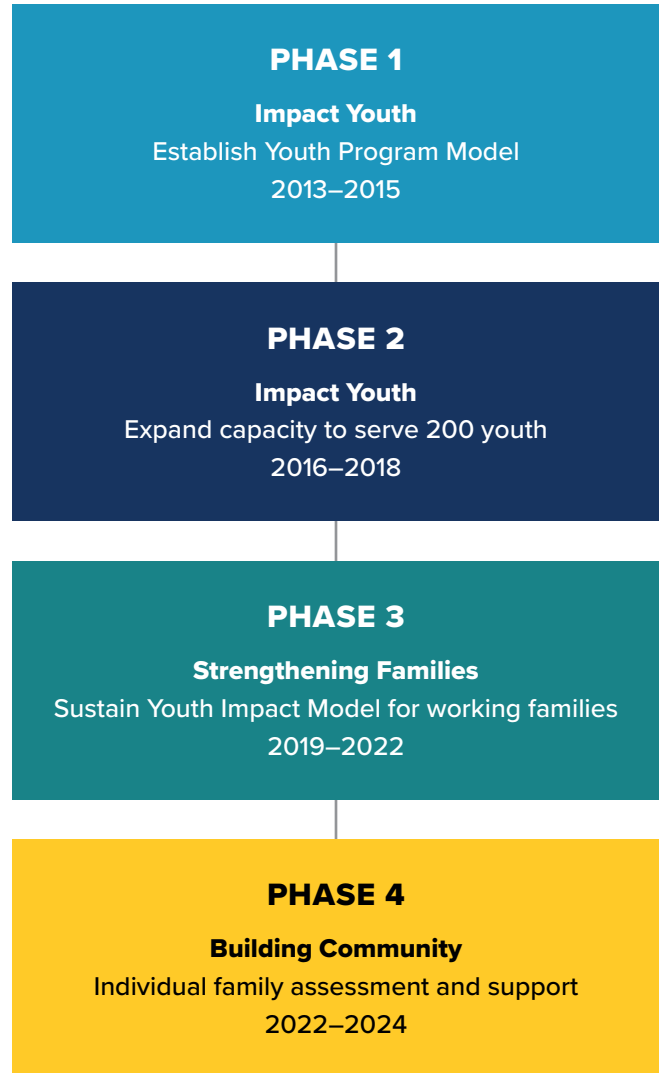 PHASE 1
Impact Youth
Establish Youth Program Model
2013–2015
PHASE 2
Impact Youth
Expand capacity to serve 200 youth
2016–2018
PHASE 3
Strengthening Families
Sustain Youth Impact Model for working families
2019–2022
PHASE 4
Building Community
Individual family assessment and support
2022–2024